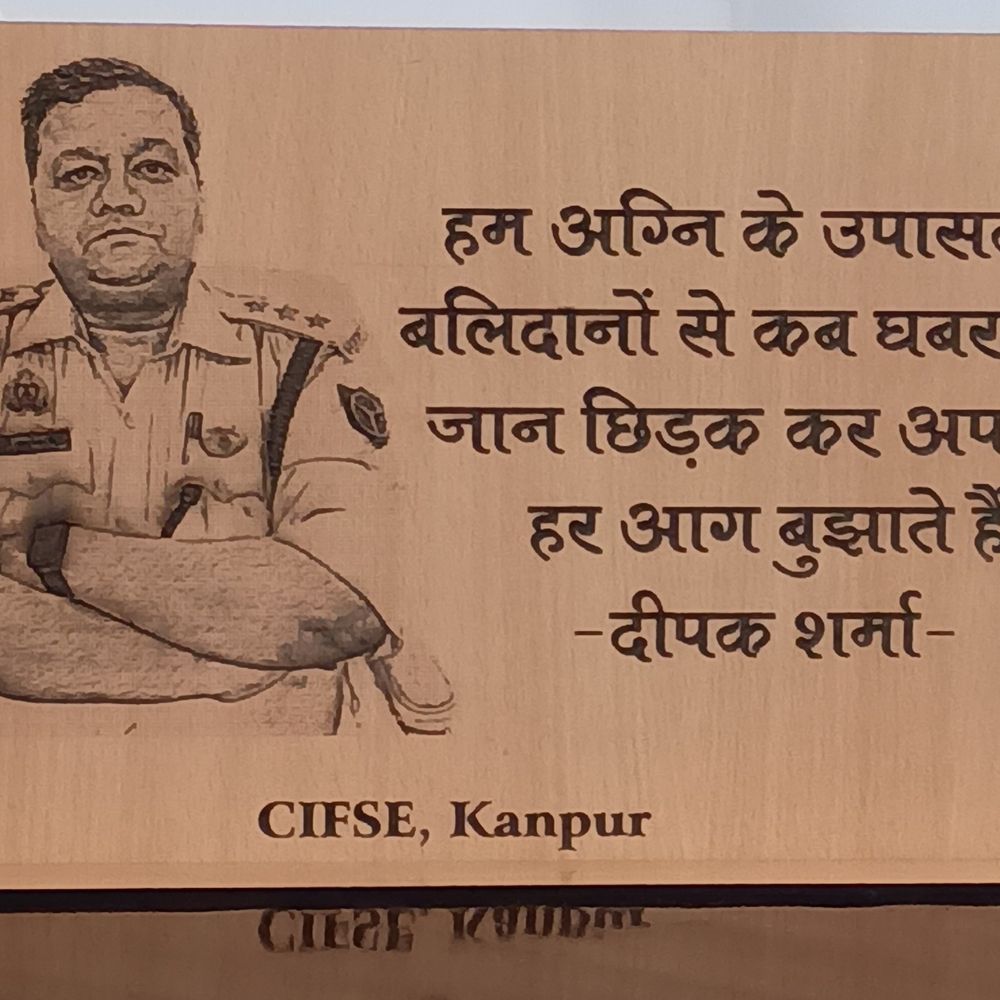 हम अग्नि के
बलिदानों से कब
जान छिड़क कर
हर आग बुझाते हैं
-दीपक शर्मा-
CIFSE, Kanpur